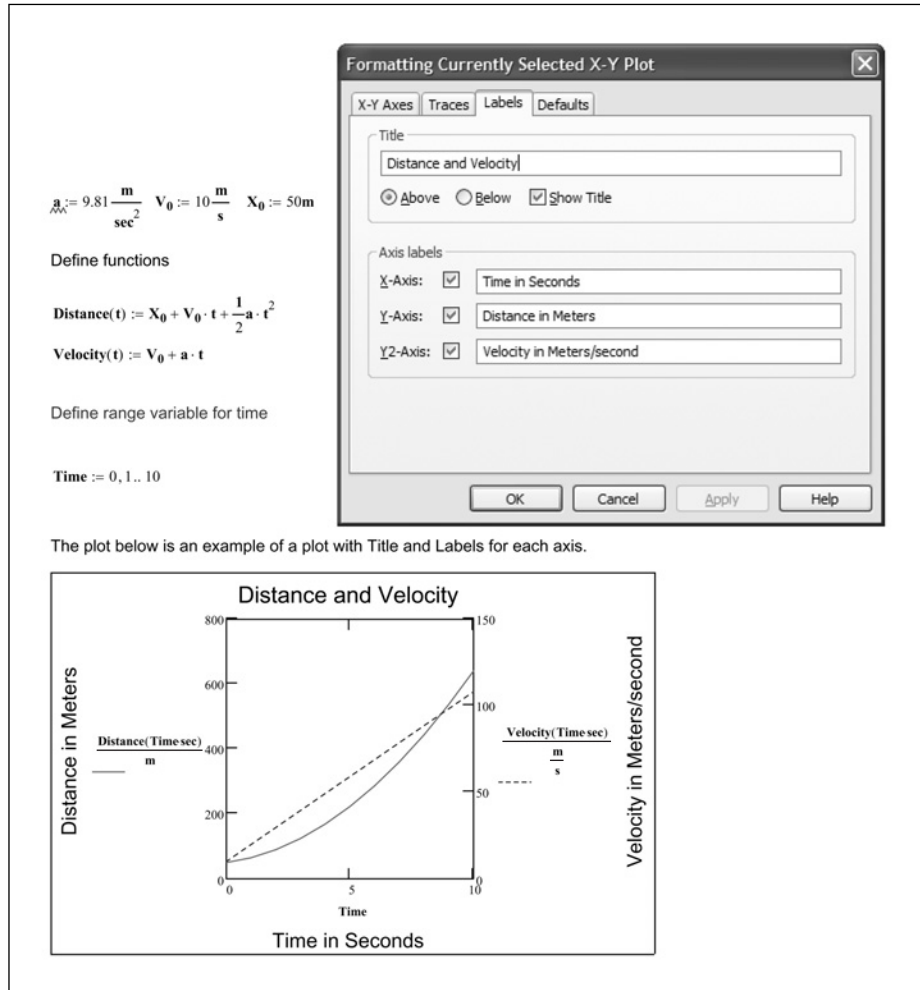 Formatting Currently Selected X-Y Plot
X-Y Axes Traces Labels Defaults
Title
Distance and Velocity
Above Below Show Title
Axis labels
X-Axis: Time in Seconds
Y-Axis: Distance in Meters
Y2-Axis: Velocity in Meters/second
OK Cancel Apply Help
a := 9.81 m/sec² V₀ := 10 m/s X₀ := 50m
Define functions
Distance(t) := X₀ + V₀ · t + 1/2 a · t²
Velocity(t) := V₀ + a · t
Define range variable for time
Time := 0, 1 .. 10
The plot below is an example of a plot with Title and Labels for each axis.
Distance and Velocity
Distance in Meters
Distance(Time·sec)
m
800
600
400
200
0
0 5 10
Time
Time in Seconds
150
100
50
0
Velocity(Time·sec)
m
s
Velocity in Meters/second